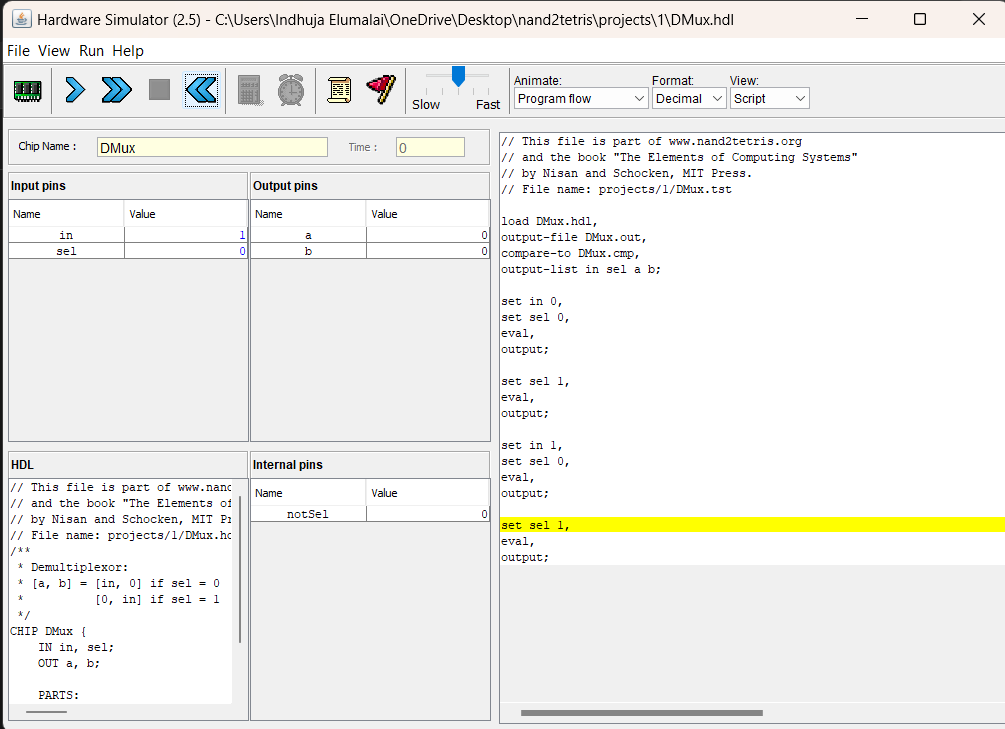 Hardware Simulator (2.5) - C:\Users\Indhuja Elumalai\OneDrive\Desktop\nand2tetris\projects\1\DMux.hdl
File View Run Help
Slow Fast
Animate: Format: View:
Program flow Decimal Script
Chip Name : DMux Time : 0
Input pins
Name Value
in 1
sel 0
Output pins
Name Value
a 0
b 0
HDL
// This file is part of www.nand
// and the book "The Elements of
// by Nisan and Schocken, MIT Pr
// File name: projects/1/DMux.hd
/**
* Demultiplexor:
* [a, b] = [in, 0] if sel = 0
* [0, in] if sel = 1
*/
CHIP DMux {
IN in, sel;
OUT a, b;
PARTS:
Internal pins
Name Value
notSel 0
// This file is part of www.nand2tetris.org
// and the book "The Elements of Computing Systems"
// by Nisan and Schocken, MIT Press.
// File name: projects/1/DMux.tst
load DMux.hdl,
output-file DMux.out,
compare-to DMux.cmp,
output-list in sel a b;
set in 0,
set sel 0,
eval,
output;
set sel 1,
eval,
output;
set in 1,
set sel 0,
eval,
output;
set sel 1,
eval,
output;